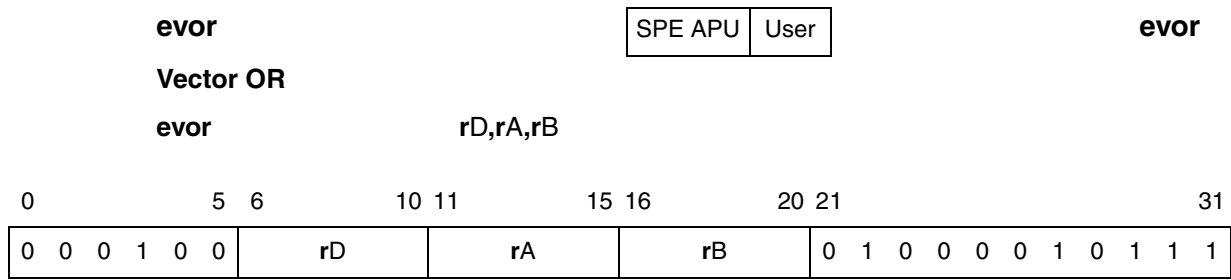 evor SPE APU User evor
Vector OR
evor rD,rA,rB
0 5 6 10 11 15 16 20 21 31
0 0 0 1 0 0 rD rA rB 0 1 0 0 0 0 1 0 1 1 1